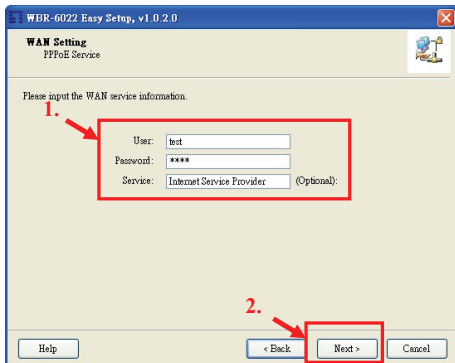 WBR-6022 Easy Setup, v1.0.2.0
WAN Setting
PPPoE Service
Please input the WAN service information.
1.
User: test
Password: ****
Service: Internet Service Provider (Optional):
2.
Help < Back Next > Cancel